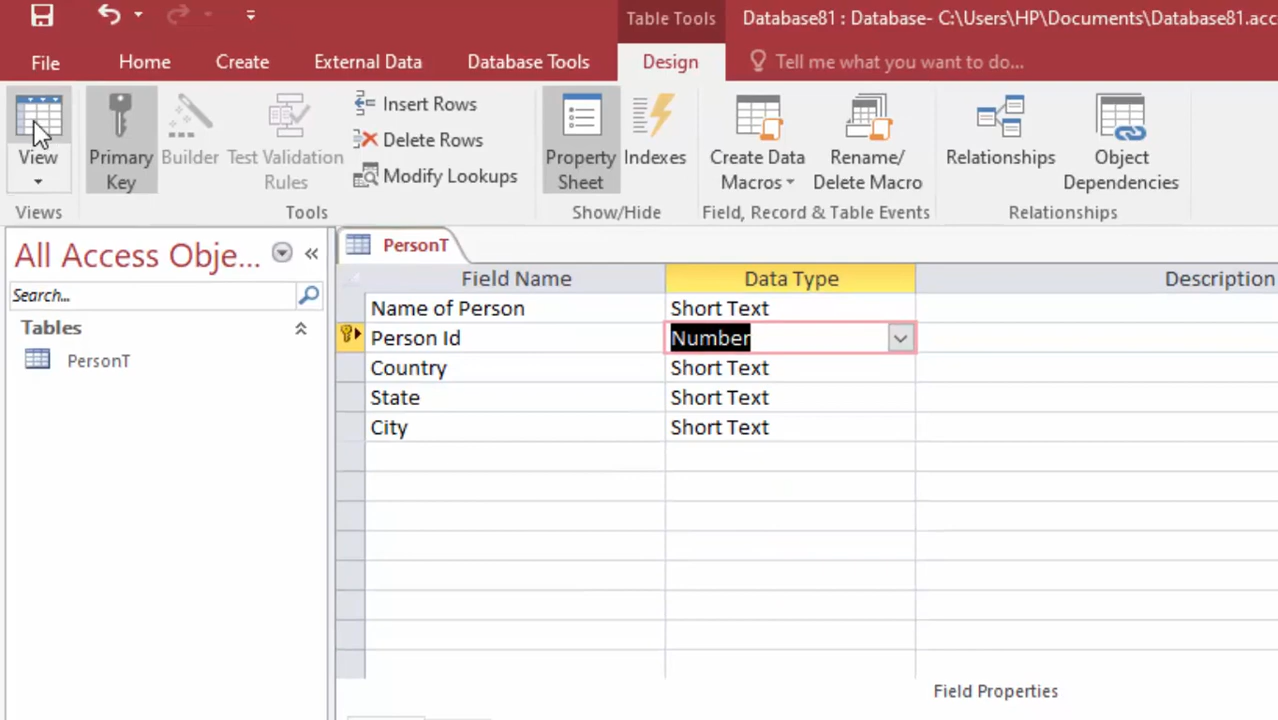 Table Tools
Database81 : Database- C:\Users\HP\Documents\Database81.acc
File
Home
Create
External Data
Database Tools
Design
Tell me what you want to do...
View
Primary
Key
Builder
Test Validation
Rules
Insert Rows
Delete Rows
Modify Lookups
Property
Sheet
Indexes
Create Data
Macros
Rename/
Delete Macro
Relationships
Object
Dependencies
Views
Tools
Show/Hide
Field, Record & Table Events
Relationships
All Access Obje...
Search...
Tables
PersonT
PersonT
Field Name
Data Type
Description
Name of Person
Short Text
Person Id
Number
Country
Short Text
State
Short Text
City
Short Text
Field Properties